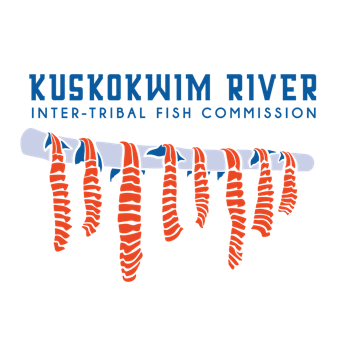 KUSKOKWIM RIVER
INTER-TRIBAL FISH COMMISSION